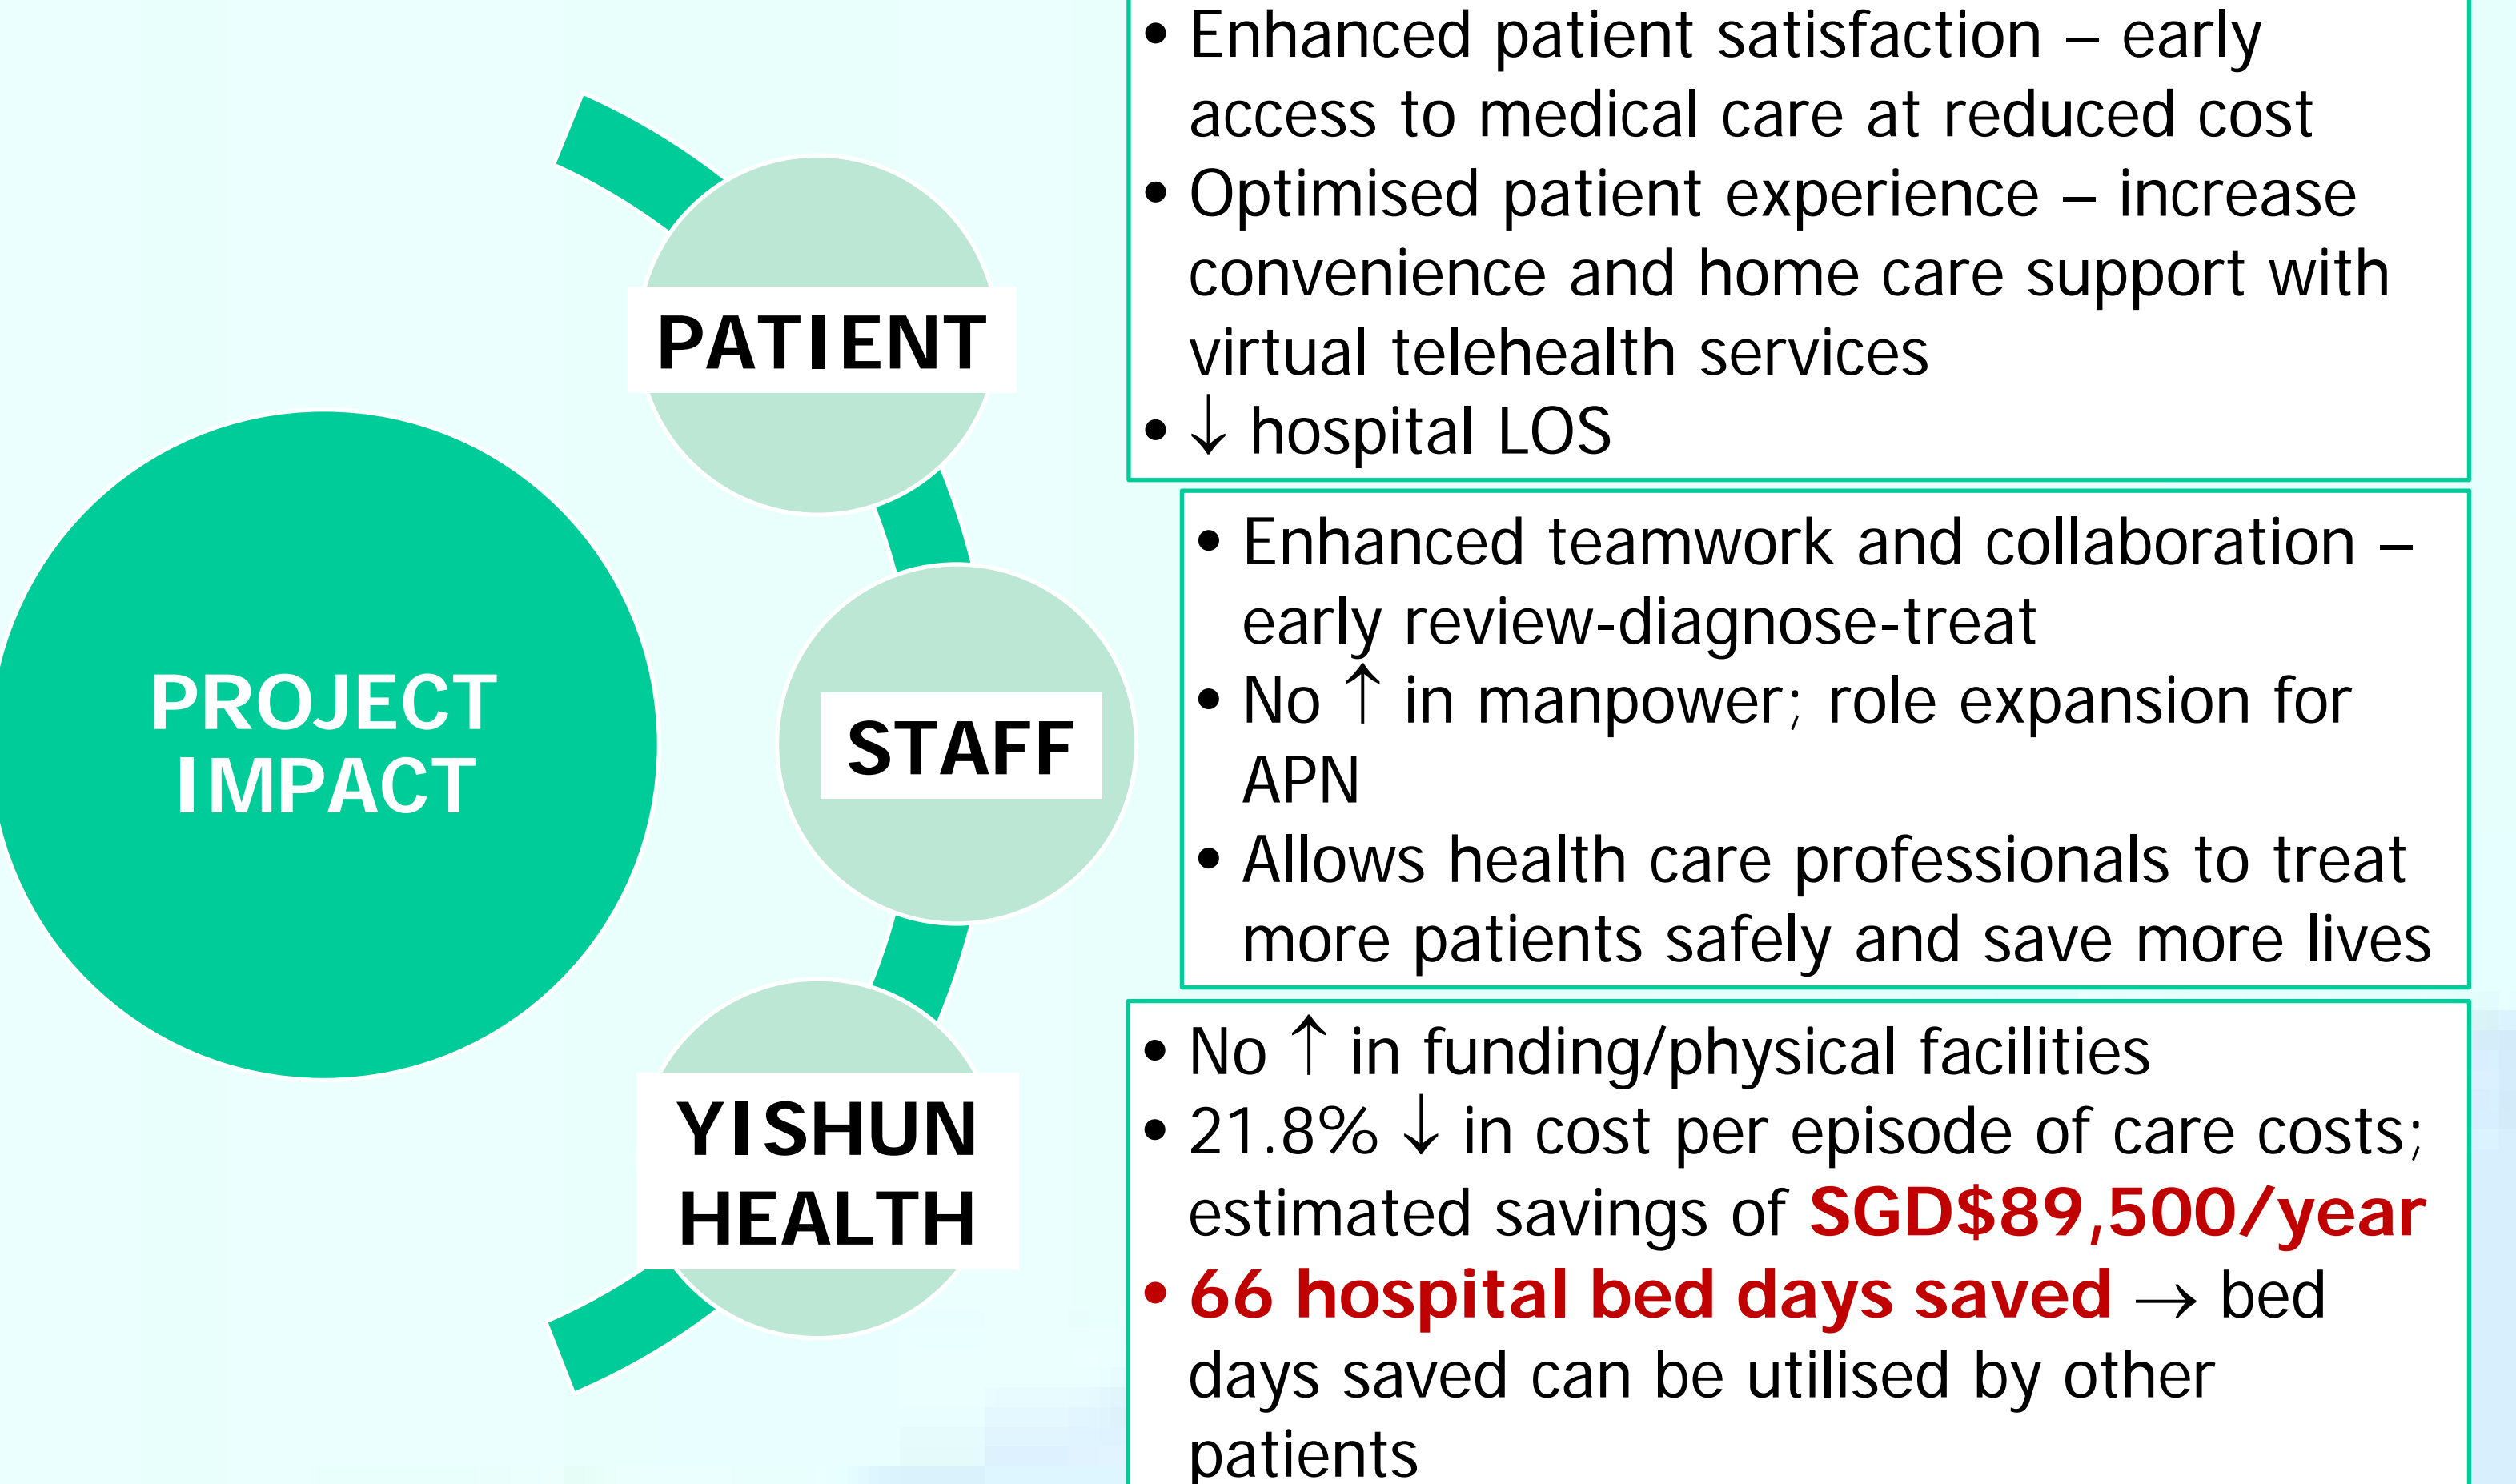 PROJECT
IMPACT
PATIENT
• Enhanced patient satisfaction – early
access to medical care at reduced cost
• Optimised patient experience – increase
convenience and home care support with
virtual telehealth services
• ↓ hospital LOS
STAFF
• Enhanced teamwork and collaboration –
early review-diagnose-treat
• No ↑ in manpower; role expansion for
APN
• Allows health care professionals to treat
more patients safely and save more lives
YISHUN
HEALTH
• No ↑ in funding/physical facilities
• 21.8% ↓ in cost per episode of care costs;
estimated savings of SGD$89,500/year
• 66 hospital bed days saved → bed
days saved can be utilised by other
patients